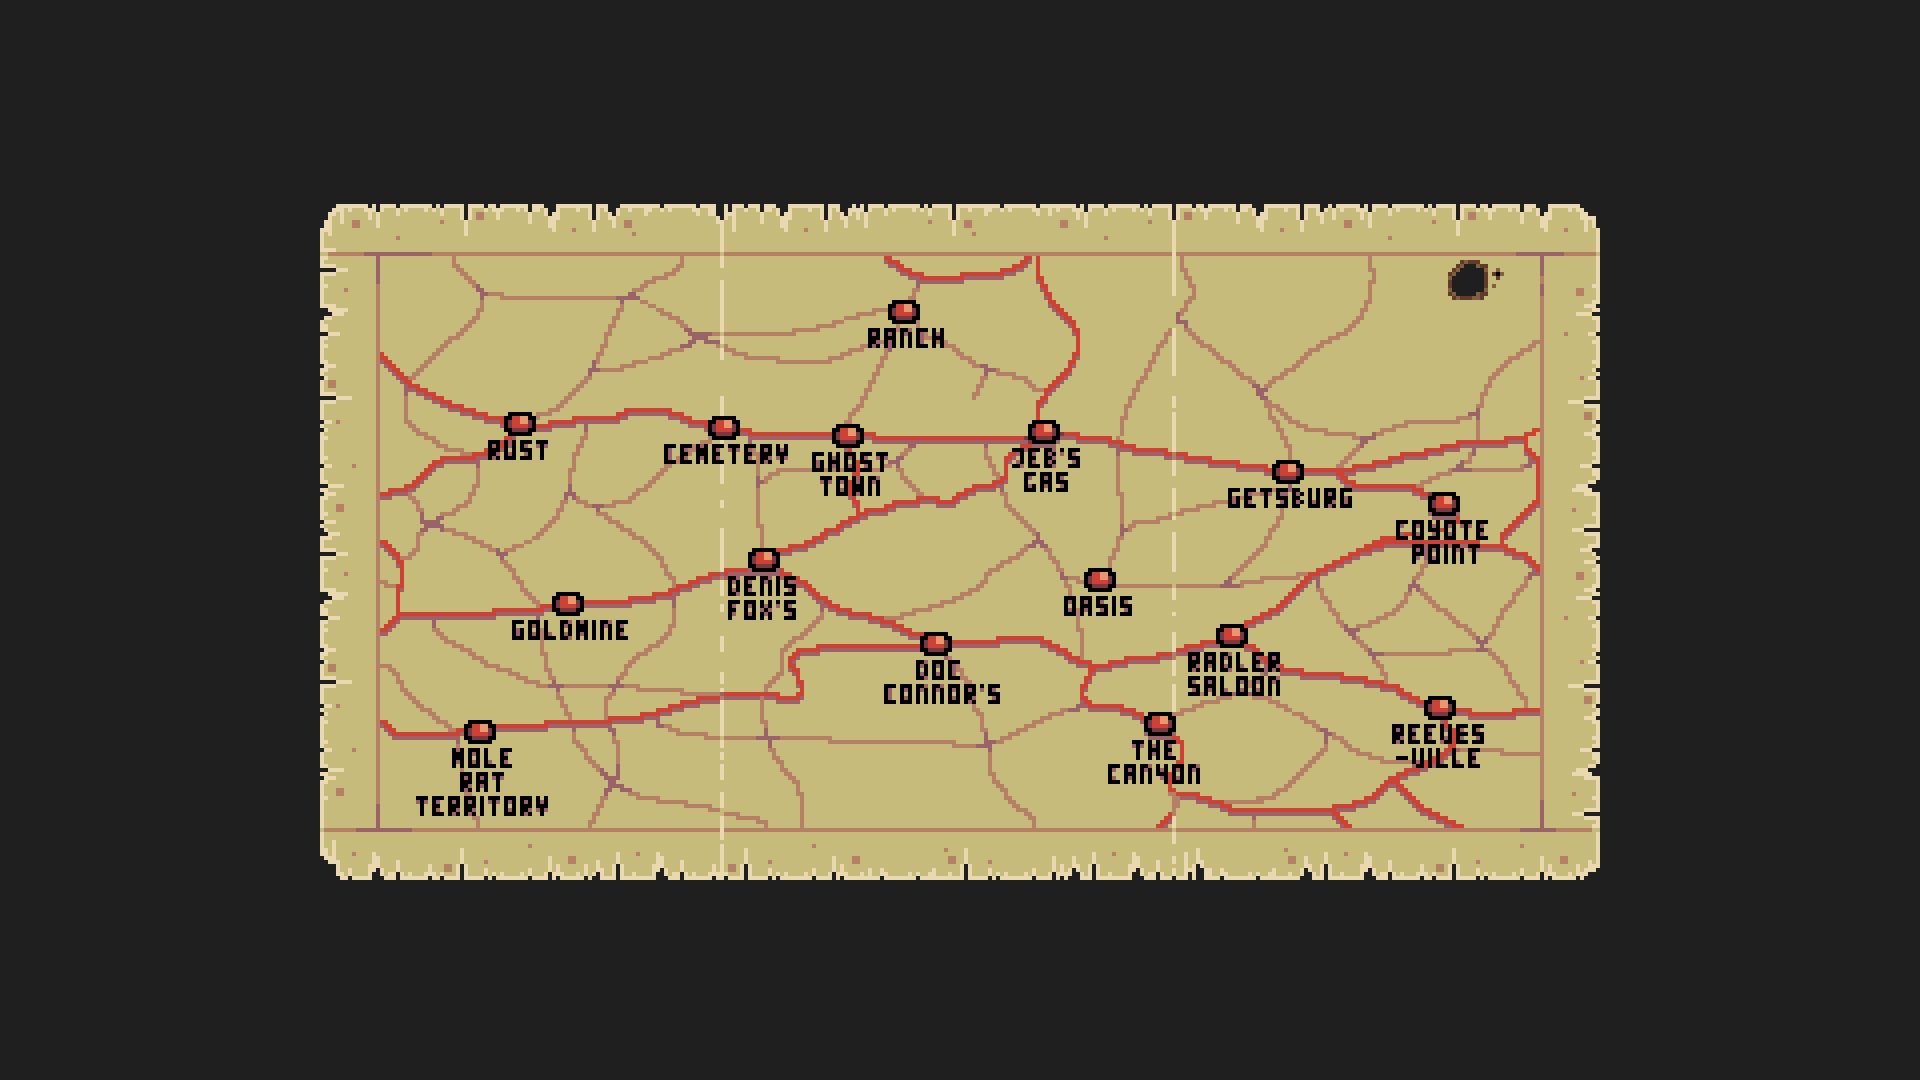 RANCH
RUST
CEMETERY
GHOST
TOWN
JEB'S
GAS
GETSBURG
COYOTE
POINT
DENIS
FOX'S
OASIS
GOLDMINE
DOC
CONNOR'S
RADLER
SALOON
REEVES
-VILLE
THE
CANYON
MOLE
RAT
TERRITORY